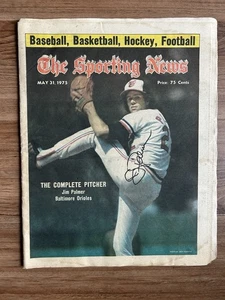 Baseball, Basketball, Hockey, Football
The Sporting News
MAY 31, 1975
Price: 75 Cents
THE COMPLETE PITCHER
Jim Palmer
Baltimore Orioles